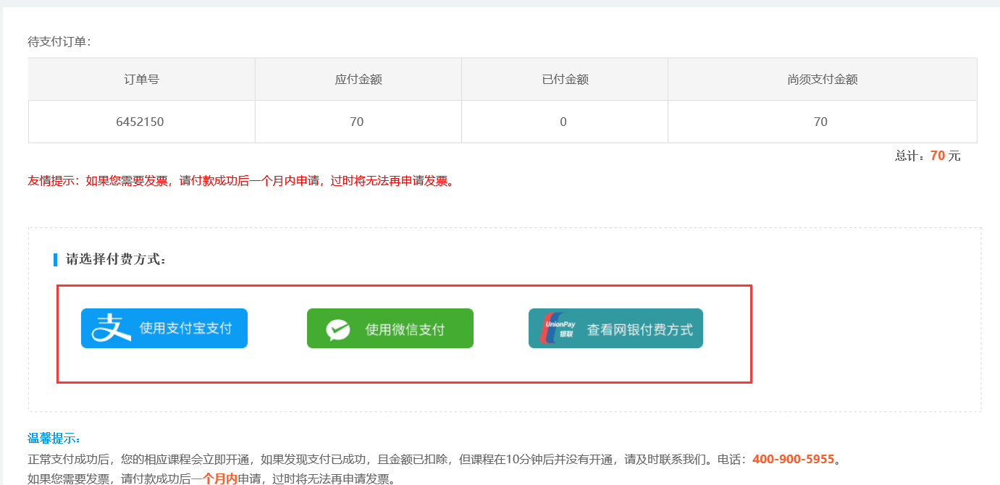 待支付订单：
订单号 应付金额 已付金额 尚须支付金额
6452150 70 0 70
总计：70 元
友情提示：如果您需要发票，请付款成功后一个月内申请，过时将无法再申请发票。
请选择付费方式：
支 使用支付宝支付 使用微信支付 UnionPay 银联 查看网银付费方式
温馨提示：
正常支付成功后，您的相应课程会立即开通，如果发现支付已成功，且金额已扣除，但课程在10分钟后并没有开通，请及时联系我们。电话：400-900-5955。
如果您需要发票，请付款成功后一个月内申请，过时将无法再申请发票。